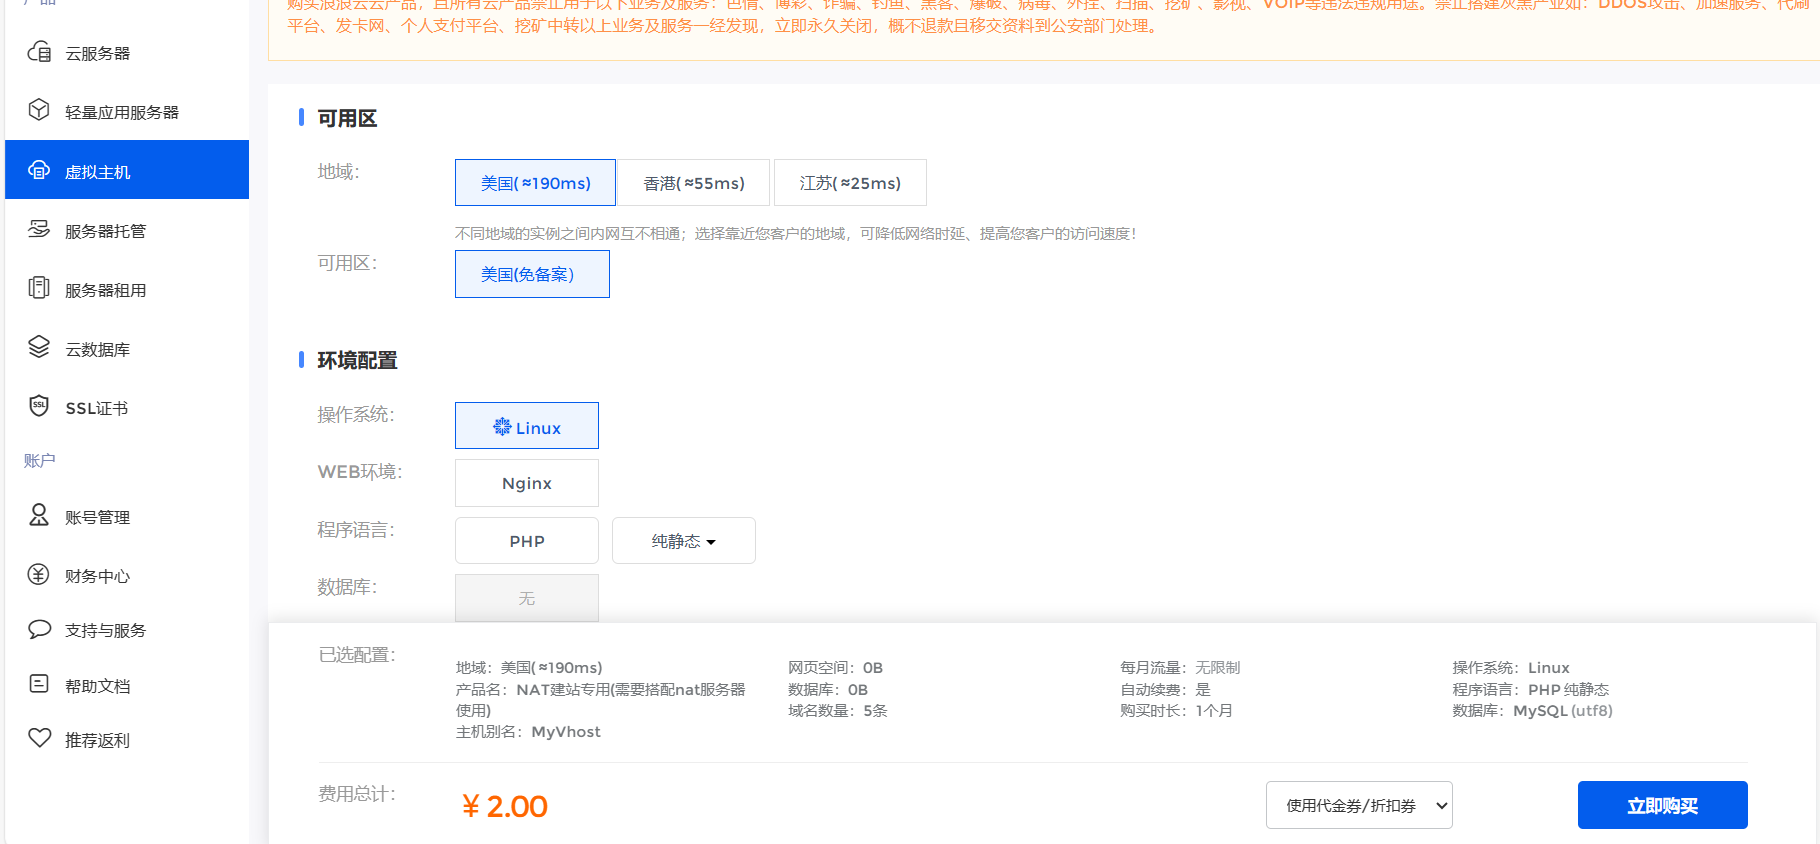 产品
云服务器
轻量应用服务器
虚拟主机
服务器托管
服务器租用
云数据库
SSL证书
账户
账号管理
财务中心
支持与服务
帮助文档
推荐返利
购买浪浪云云产品，且所有云产品禁止用于以下业务及服务：色情、博彩、诈骗、钓鱼、黑客、爆破、病毒、外挂、扫描、挖矿、影视、VOIP等违法违规用途。禁止搭建灰黑产业如：DDOS攻击、加速服务、代刷
平台、发卡网、个人支付平台、挖矿中转以上业务及服务一经发现，立即永久关闭，概不退款且移交资料到公安部门处理。
可用区
地域：
美国(≈190ms) 香港(≈55ms) 江苏(≈25ms)
不同地域的实例之间内网互不相通；选择靠近您客户的地域，可降低网络时延、提高您客户的访问速度！
可用区：
美国(免备案)
环境配置
操作系统：
Linux
WEB环境：
Nginx
程序语言：
PHP 纯静态
数据库：
无
已选配置：
地域：美国(≈190ms)
产品名：NAT建站专用(需要搭配nat服务器
使用)
主机别名：MyVhost
网页空间：0B
数据库：0B
域名数量：5条
每月流量：无限制
自动续费：是
购买时长：1个月
操作系统：Linux
程序语言：PHP 纯静态
数据库：MySQL (utf8)
费用总计：
¥ 2.00
使用代金券/折扣券
立即购买